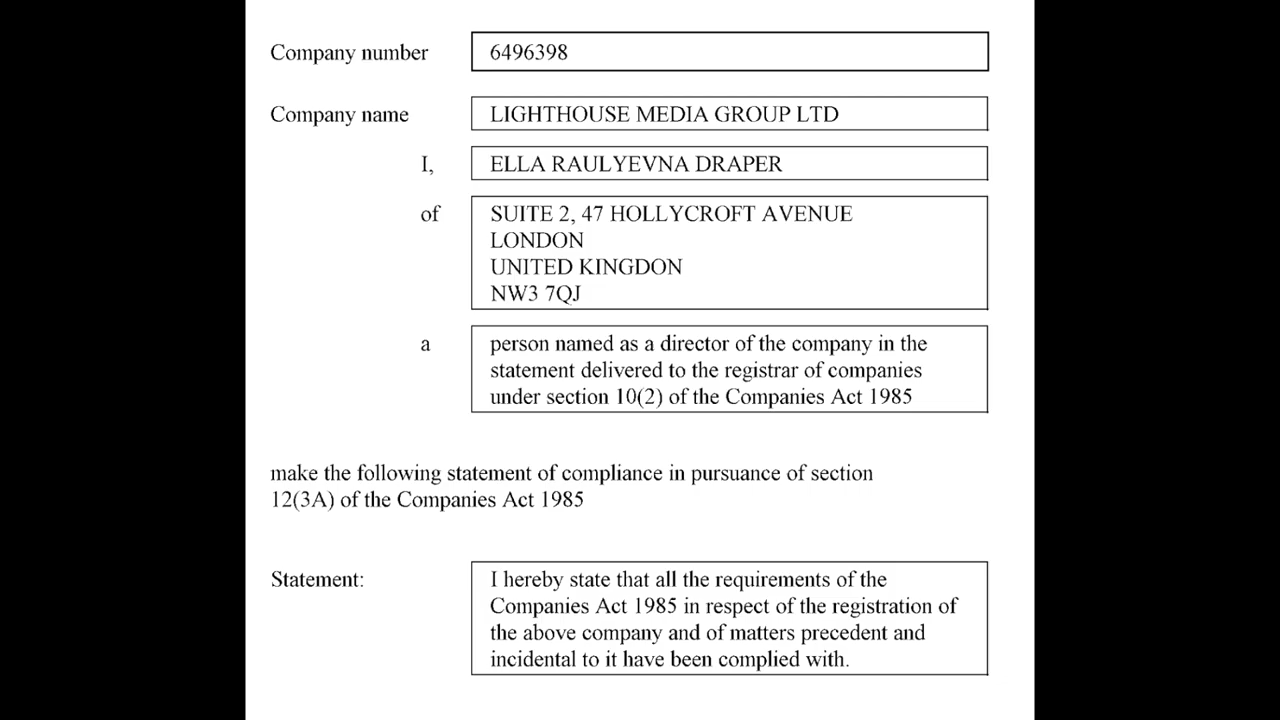 Company number 6496398
Company name LIGHTHOUSE MEDIA GROUP LTD
I, ELLA RAULYEVNA DRAPER
of SUITE 2, 47 HOLLYCROFT AVENUE
LONDON
UNITED KINGDON
NW3 7QJ
a person named as a director of the company in the
statement delivered to the registrar of companies
under section 10(2) of the Companies Act 1985
make the following statement of compliance in pursuance of section
12(3A) of the Companies Act 1985
Statement: I hereby state that all the requirements of the
Companies Act 1985 in respect of the registration of
the above company and of matters precedent and
incidental to it have been complied with.